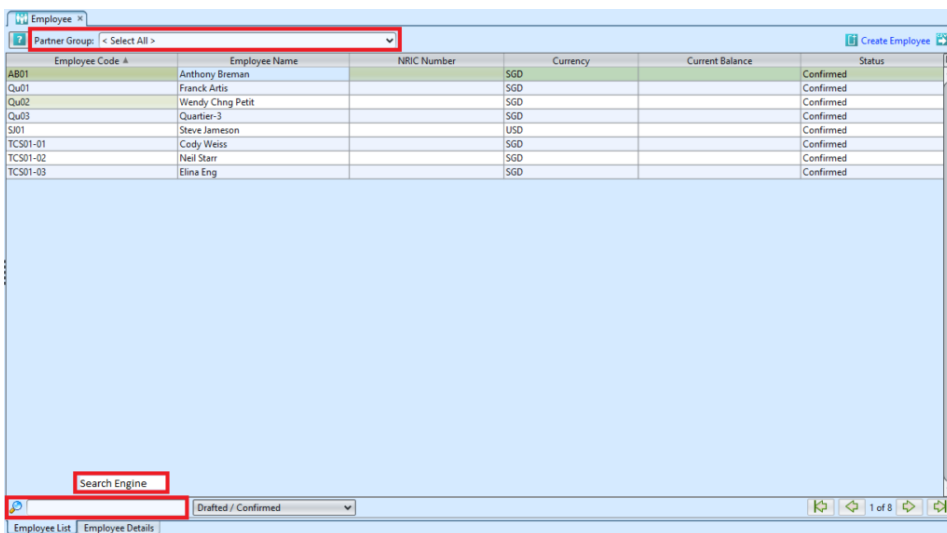 Employee ×
? Partner Group: < Select All > Create Employee
Employee Code Employee Name NRIC Number Currency Current Balance Status
AB01 Anthony Breman SGD Confirmed
Qu01 Franck Artis SGD Confirmed
Qu02 Wendy Chng Petit SGD Confirmed
Qu03 Quartier-3 SGD Confirmed
SJ01 Steve Jameson USD Confirmed
TCS01-01 Cody Weiss SGD Confirmed
TCS01-02 Neil Starr SGD Confirmed
TCS01-03 Elina Eng SGD Confirmed
Search Engine
Drafted / Confirmed 1 of 8
Employee List Employee Details